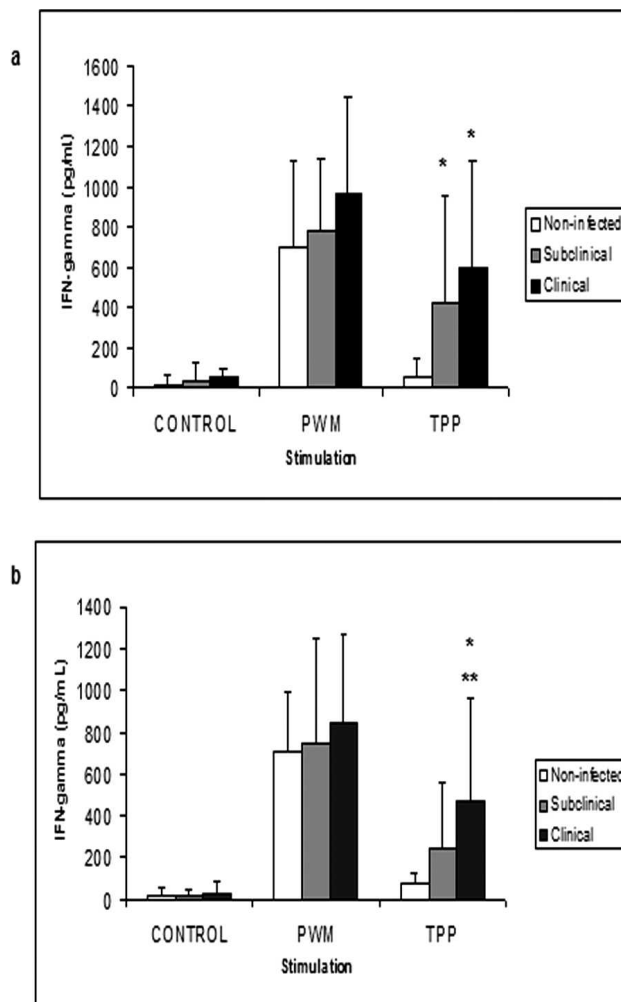 a
IFN-gamma (pg/mL)
1600
1400
1200
1000
800
600
400
200
0
* *
CONTROL PWM TPP
Stimulation
Non-infected
Subclinical
Clinical
b
IFN-gamma (pg/mL)
1400
1200
1000
800
600
400
200
0
*
**
CONTROL PWM TPP
Stimulation
Non-infected
Subclinical
Clinical